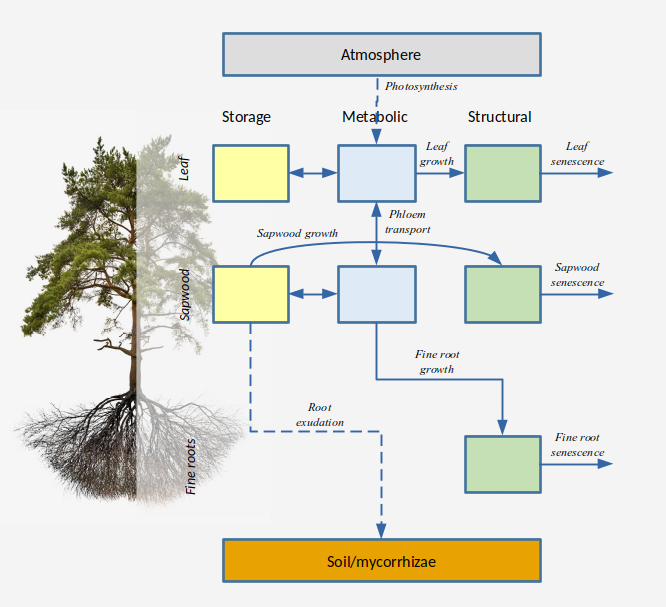 Atmosphere
Photosynthesis
Storage
Metabolic
Structural
Leaf
Leaf
growth
Leaf
senescence
Phloem
transport
Sapwood growth
Sapwood
Sapwood
senescence
Fine root
growth
Root
exudation
Fine roots
Fine root
senescence
Soil/mycorrhizae